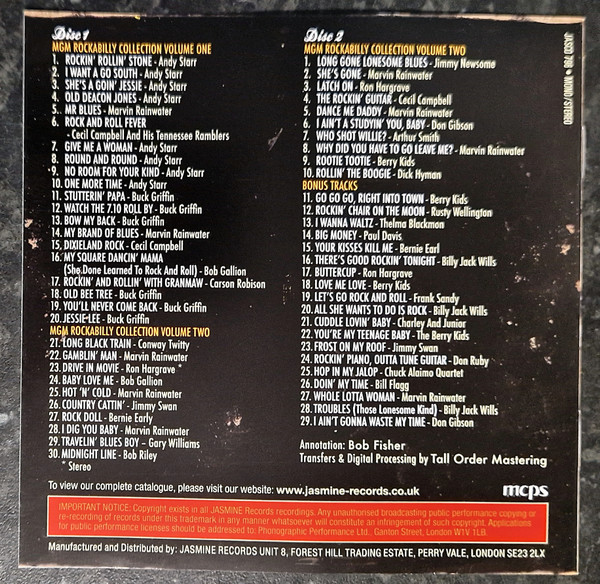 Disc 1
MGM ROCKABILLY COLLECTION VOLUME ONE
1. ROCKIN' ROLLIN' STONE - Andy Starr
2. I WANT A GO SOUTH - Andy Starr
3. SHE'S A GOIN' JESSIE - Andy Starr
4. OLD DEACON JONES - Andy Starr
5. MR BLUES - Marvin Rainwater
6. ROCK AND ROLL FEVER
- Cecil Campbell And His Tennessee Ramblers
7. GIVE ME A WOMAN - Andy Starr
8. ROUND AND ROUND - Andy Starr
9. NO ROOM FOR YOUR KIND - Andy Starr
10. ONE MORE TIME - Andy Starr
11. STUTTERIN' PAPA - Buck Griffin
12. WATCH THE 7.10 ROLL BY - Buck Griffin
13. BOW MY BACK - Buck Griffin
14. MY BRAND OF BLUES - Marvin Rainwater
15. DIXIELAND ROCK - Cecil Campbell
16. MY SQUARE DANCIN' MAMA
(She Done Learned To Rock And Roll) - Bob Gallion
17. ROCKIN' AND ROLLIN' WITH GRANMAW - Carson Robison
18. OLD BEE TREE - Buck Griffin
19. YOU'LL NEVER COME BACK - Buck Griffin
20. JESSIE-LEE - Buck Griffin
MGM ROCKABILLY COLLECTION VOLUME TWO
21. LONG BLACK TRAIN - Conway Twitty
22. GAMBLIN' MAN - Marvin Rainwater
23. DRIVE IN MOVIE - Ron Hargrave *
24. BABY LOVE ME - Bob Gallion
25. HOT 'N' COLD - Marvin Rainwater
26. COUNTRY CATTIN' - Jimmy Swan
27. ROCK DOLL - Bernie Early
28. I DIG YOU BABY - Marvin Rainwater
29. TRAVELIN' BLUES BOY – Gary Williams
30. MIDNIGHT LINE - Bob Riley
* Stereo
Disc 2
MGM ROCKABILLY COLLECTION VOLUME TWO
1. LONG GONE LONESOME BLUES - Jimmy Newsome
2. SHE'S GONE - Marvin Rainwater
3. LATCH ON - Ron Hargrave
4. THE ROCKIN' GUITAR - Cecil Campbell
5. DANCE ME DADDY - Marvin Rainwater
6. I AIN'T A STUDYIN' YOU, BABY - Don Gibson
7. WHO SHOT WILLIE? - Arthur Smith
8. WHY DID YOU HAVE TO GO LEAVE ME? - Marvin Rainwater
9. ROOTIE TOOTIE - Berry Kids
10. ROLLIN' THE BOOGIE - Dick Hyman
BONUS TRACKS
11. GO GO GO, RIGHT INTO TOWN - Berry Kids
12. ROCKIN' CHAIR ON THE MOON - Rusty Wellington
13. I WANNA WALTZ - Thelma Blackmon
14. BIG MONEY - Paul Davis
15. YOUR KISSES KILL ME - Bernie Earl
16. THERE'S GOOD ROCKIN' TONIGHT - Billy Jack Wills
17. BUTTERCUP - Ron Hargrave
18. LOVE ME LOVE - Berry Kids
19. LET'S GO ROCK AND ROLL - Frank Sandy
20. ALL SHE WANTS TO DO IS ROCK - Billy Jack Wills
21. CUDDLE LOVIN' BABY - Charley And Junior
22. YOU'RE MY TEENAGE BABY - The Berry Kids
23. FROST ON MY ROOF - Jimmy Swan
24. ROCKIN' PIANO, OUTTA TUNE GUITAR - Don Ruby
25. HOP IN MY JALOP - Chuck Alaimo Quartet
26. DOIN' MY TIME - Bill Flagg
27. WHOLE LOTTA WOMAN - Marvin Rainwater
28. TROUBLES (Those Lonesome Kind) - Billy Jack Wills
29. I AIN'T GONNA WASTE MY TIME - Don Gibson
Annotation: Bob Fisher
Transfers & Digital Processing by Tall Order Mastering
JASCD 798 • MONO/STEREO
To view our complete catalogue, please visit our website: www.jasmine-records.co.uk
mcps
IMPORTANT NOTICE: Copyright exists in all JASMINE Records recordings. Any unauthorised broadcasting public performance copying or
re-recording of records under this trademark in any manner whatsoever will constitute an infringement of such copyright. Applications
for public performance licenses should be addressed to: Phonographic Performance Ltd., Ganton Street, London W1V 1LB.
Manufactured and Distributed by: JASMINE RECORDS UNIT 8, FOREST HILL TRADING ESTATE, PERRY VALE, LONDON SE23 2LX